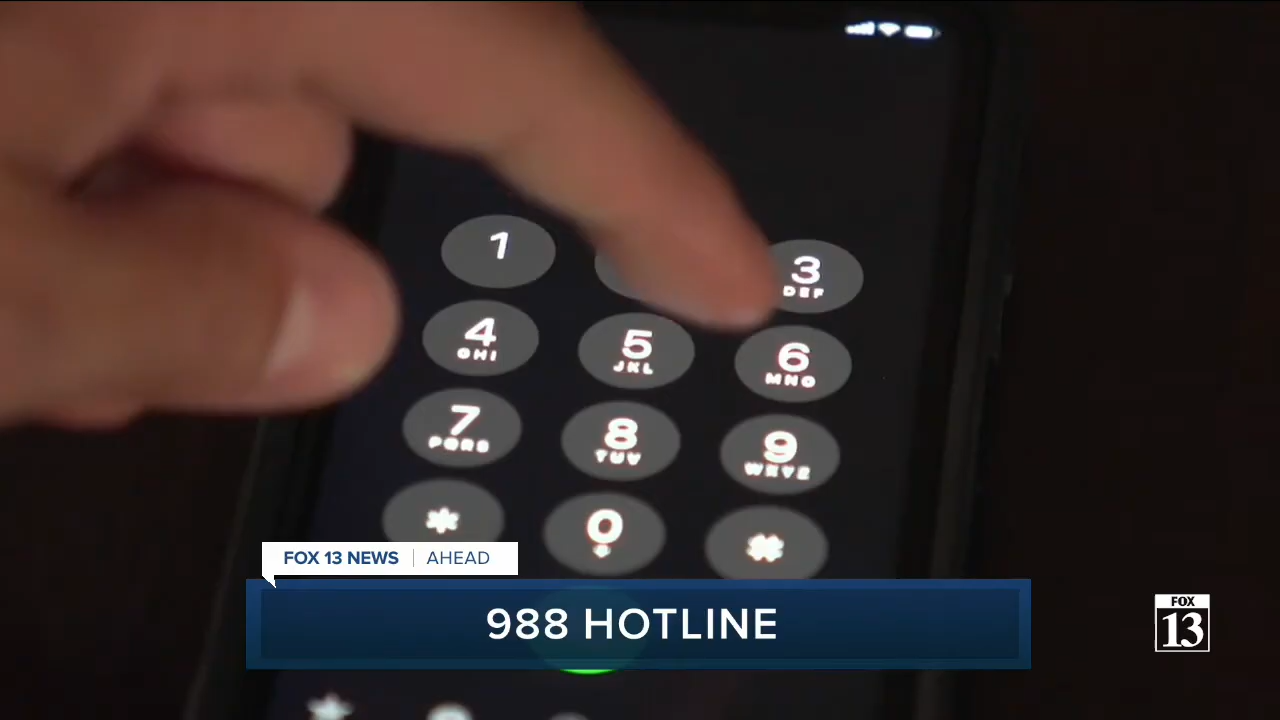 1
3
DEF
4
GHI
5
JKL
6
MNO
7
PQRS
8
TUV
9
WXYZ
*
0
+
#
FOX 13 NEWS | AHEAD
988 HOTLINE
FOX
13